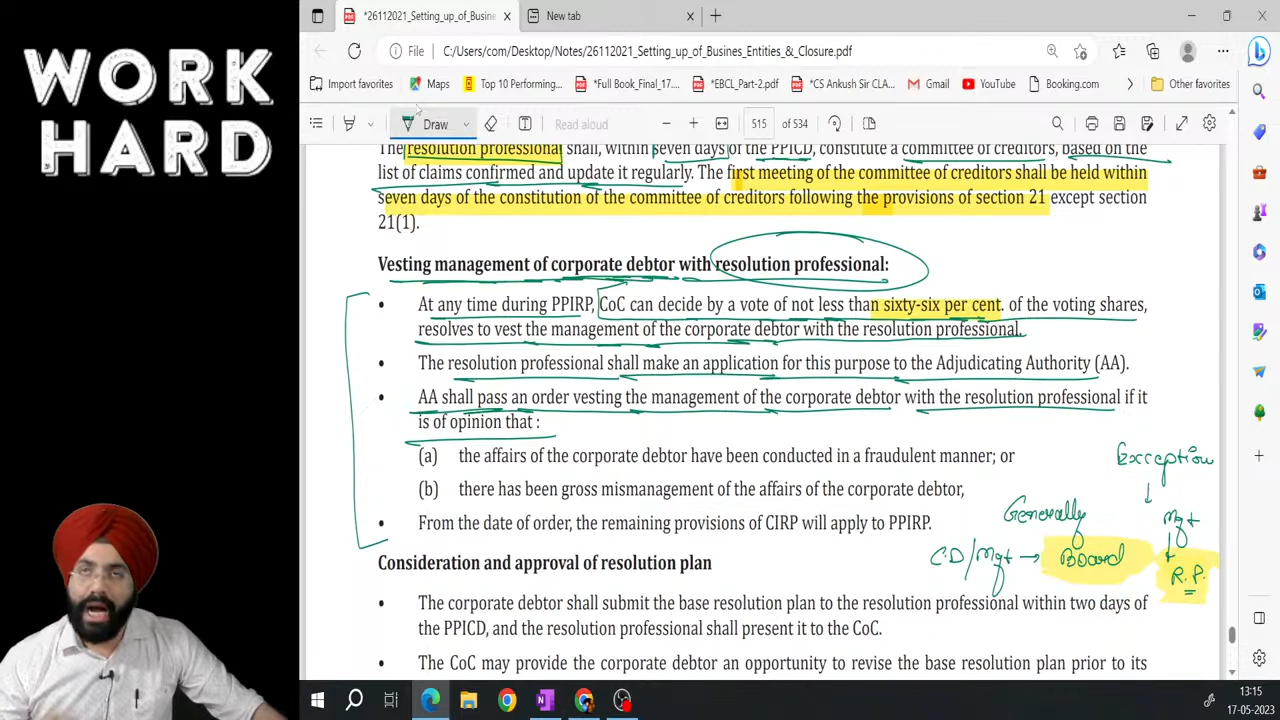 WORK
HARD
*26112021_Setting_up_of_Busine
New tab
File
C:/Users/com/Desktop/Notes/26112021_Setting_up_of_Busines_Entities_&_Closure.pdf
Import favorites
Maps
Top 10 Performing...
*Full Book_Final_17....
*EBCL_Part-2.pdf
*CS Ankush Sir CLA...
Gmail
YouTube
Booking.com
Other favorites
Draw
Read aloud
515
of 534
The resolution professional shall, within seven days of the PPICD, constitute a committee of creditors, based on the
list of claims confirmed and update it regularly. The first meeting of the committee of creditors shall be held within
seven days of the constitution of the committee of creditors following the provisions of section 21 except section
21(1).
Vesting management of corporate debtor with resolution professional:
• At any time during PPIRP, CoC can decide by a vote of not less than sixty-six per cent. of the voting shares,
resolves to vest the management of the corporate debtor with the resolution professional.
• The resolution professional shall make an application for this purpose to the Adjudicating Authority (AA).
• AA shall pass an order vesting the management of the corporate debtor with the resolution professional if it
is of opinion that :
(a) the affairs of the corporate debtor have been conducted in a fraudulent manner; or
(b) there has been gross mismanagement of the affairs of the corporate debtor,
• From the date of order, the remaining provisions of CIRP will apply to PPIRP.
Exception
Generally
Mgt
C.D/Mgt → Board
R.P.
Consideration and approval of resolution plan
• The corporate debtor shall submit the base resolution plan to the resolution professional within two days of
the PPICD, and the resolution professional shall present it to the CoC.
• The CoC may provide the corporate debtor an opportunity to revise the base resolution plan prior to its
13:15
17-05-2023